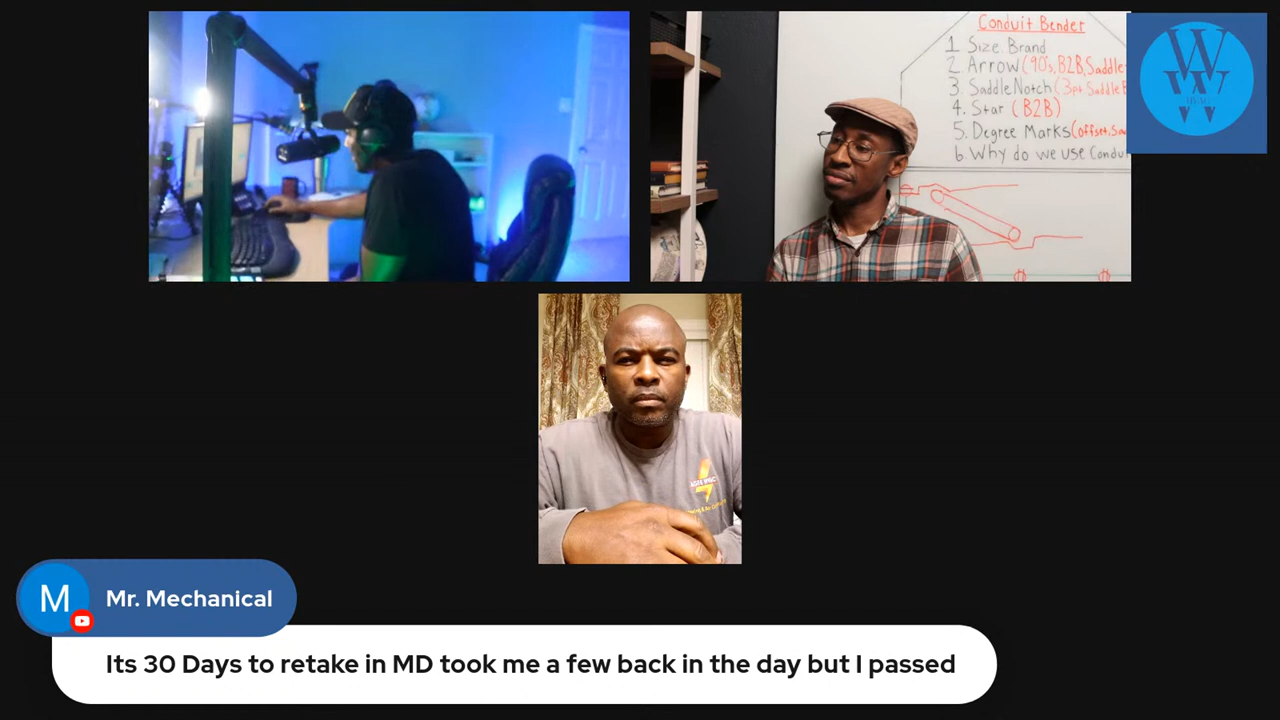 Conduit Bender
1. Size, Brand
2. Arrow (90's, B2B, Saddle
3. Saddle Notch (3pt Saddle
4. Star (B2B)
5. Degree Marks (offset,
6. Why do we use
W
M
Mr. Mechanical
Its 30 Days to retake in MD took me a few back in the day but I passed